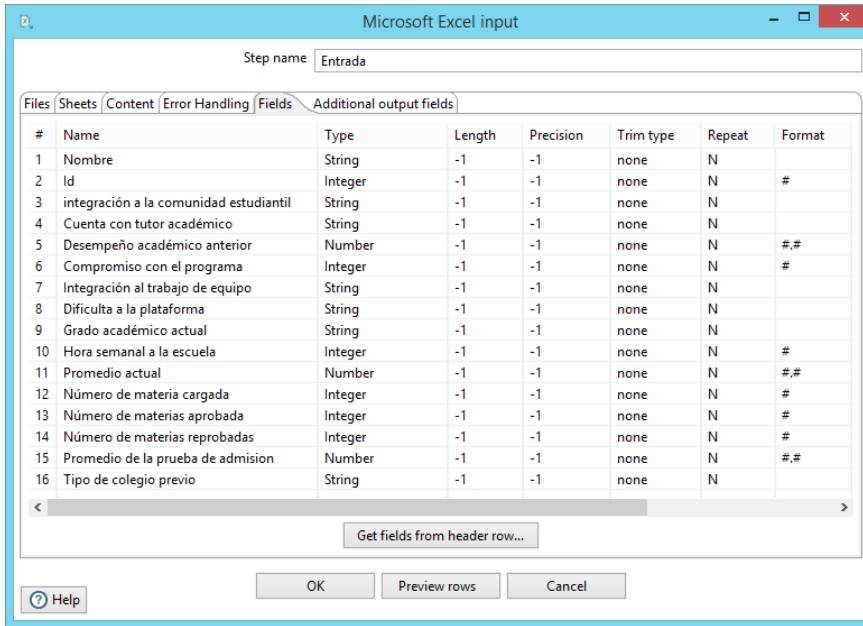 Microsoft Excel input
Step name Entrada
Files Sheets Content Error Handling Fields Additional output fields
# Name Type Length Precision Trim type Repeat Format
1 Nombre String -1 -1 none N
2 Id Integer -1 -1 none N #
3 integración a la comunidad estudiantil String -1 -1 none N
4 Cuenta con tutor académico String -1 -1 none N
5 Desempeño académico anterior Number -1 -1 none N #,#
6 Compromiso con el programa Integer -1 -1 none N #
7 Integración al trabajo de equipo String -1 -1 none N
8 Dificulta a la plataforma String -1 -1 none N
9 Grado académico actual String -1 -1 none N
10 Hora semanal a la escuela Integer -1 -1 none N #
11 Promedio actual Number -1 -1 none N #,#
12 Número de materia cargada Integer -1 -1 none N #
13 Número de materias aprobada Integer -1 -1 none N #
14 Número de materias reprobadas Integer -1 -1 none N #
15 Promedio de la prueba de admision Number -1 -1 none N #,#
16 Tipo de colegio previo String -1 -1 none N
Get fields from header row...
Help OK Preview rows Cancel